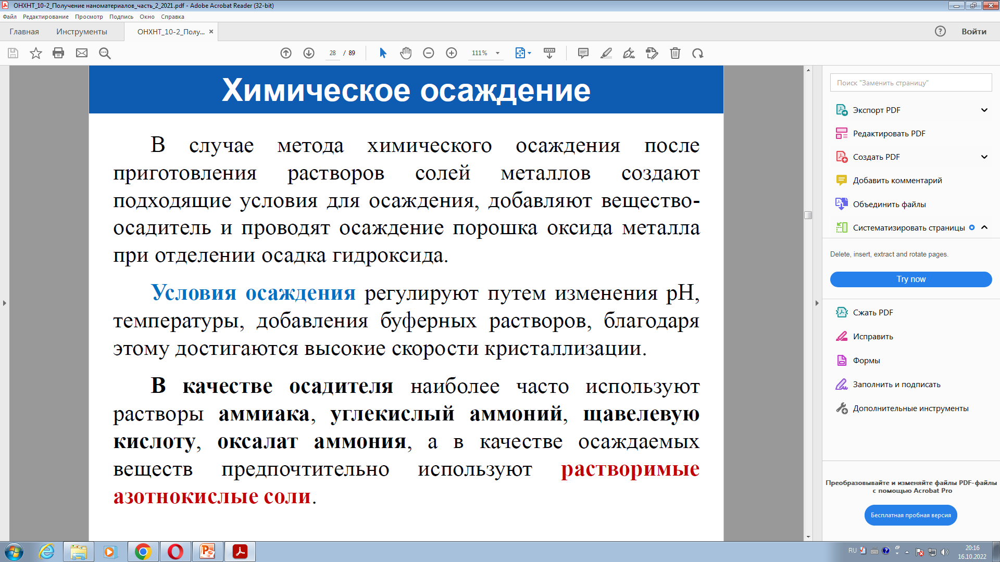 ОНХНТ_10-2_Получение наноматериалов_часть_2_2021.pdf - Adobe Acrobat Reader (32-bit)
Файл Редактирование Просмотр Подпись Окно Справка
Главная Инструменты ОНХНТ_10-2_Полу... × Войти
28 / 89 111%
Химическое осаждение
В случае метода химического осаждения после
приготовления растворов солей металлов создают
подходящие условия для осаждения, добавляют вещество-
осадитель и проводят осаждение порошка оксида металла
при отделении осадка гидроксида.
Условия осаждения регулируют путем изменения pH,
температуры, добавления буферных растворов, благодаря
этому достигаются высокие скорости кристаллизации.
В качестве осадителя наиболее часто используют
растворы аммиака, углекислый аммоний, щавелевую
кислоту, оксалат аммония, а в качестве осаждаемых
веществ предпочтительно используют растворимые
азотнокислые соли.
Поиск "Заменить страницу"
Экспорт PDF
Редактировать PDF
Создать PDF
Добавить комментарий
Объединить файлы
Систематизировать страницы
Delete, insert, extract and rotate pages.
Try now
Сжать PDF
Исправить
Формы
Заполнить и подписать
Дополнительные инструменты
Преобразовывайте и изменяйте файлы PDF-файлы
с помощью Acrobat Pro
Бесплатная пробная версия
RU
20:16
16.10.2022